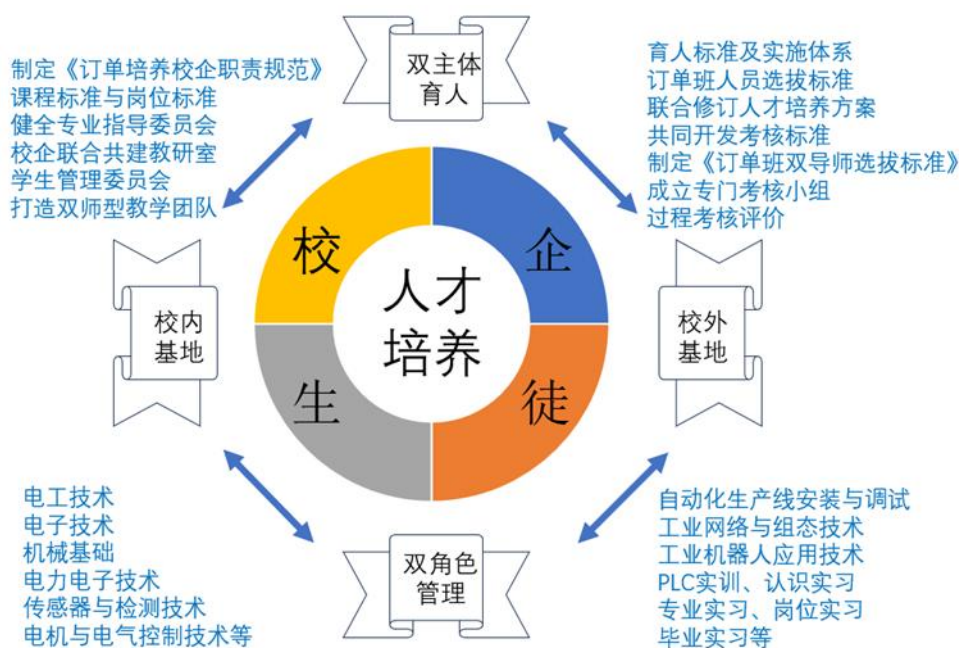 双主体
育人
制定《订单培养校企职责规范》
课程标准与岗位标准
健全专业指导委员会
校企联合共建教研室
学生管理委员会
打造双师型教学团队
育人标准及实施体系
订单班人员选拔标准
联合修订人才培养方案
共同开发考核标准
制定《订单班双导师选拔标准》
成立专门考核小组
过程考核评价
校
企
人才
培养
生
徒
校内
基地
校外
基地
电工技术
电子技术
机械基础
电力电子技术
传感器与检测技术
电机与电气控制技术等
双角色
管理
自动化生产线安装与调试
工业网络与组态技术
工业机器人应用技术
PLC实训、认识实习
专业实习、岗位实习
毕业实习等